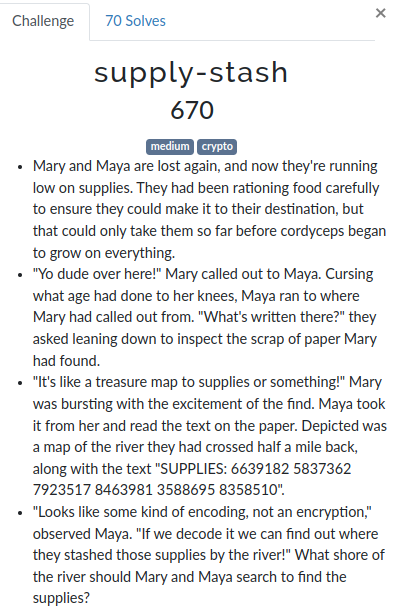 Challenge
70 Solves
×
supply-stash
670
medium crypto
• Mary and Maya are lost again, and now they're running
low on supplies. They had been rationing food carefully
to ensure they could make it to their destination, but
that could only take them so far before cordyceps began
to grow on everything.
• "Yo dude over here!" Mary called out to Maya. Cursing
what age had done to her knees, Maya ran to where
Mary had called out from. "What's written there?" they
asked leaning down to inspect the scrap of paper Mary
had found.
• "It's like a treasure map to supplies or something!" Mary
was bursting with the excitement of the find. Maya took
it from her and read the text on the paper. Depicted was
a map of the river they had crossed half a mile back,
along with the text "SUPPLIES: 6639182 5837362
7923517 8463981 3588695 8358510".
• "Looks like some kind of encoding, not an encryption,"
observed Maya. "If we decode it we can find out where
they stashed those supplies by the river!" What shore of
the river should Mary and Maya search to find the
supplies?